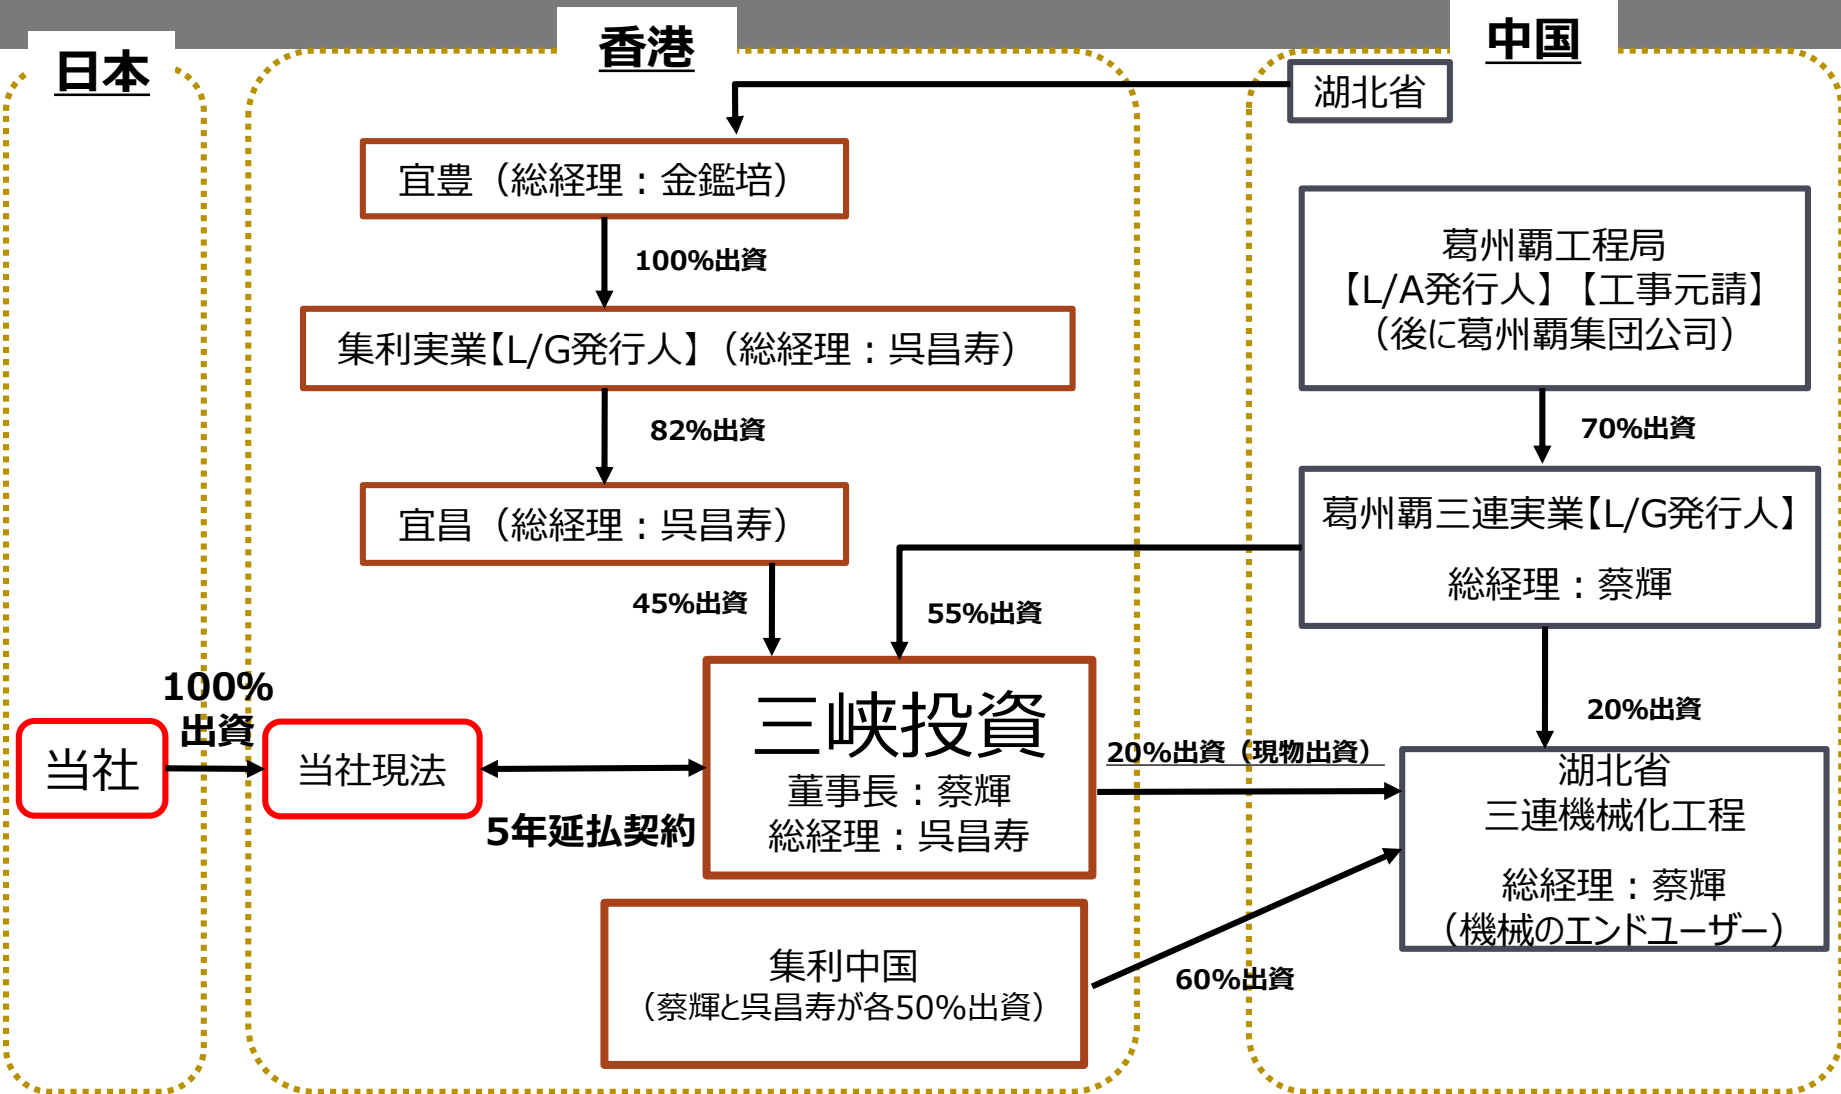 日本
香港
中国
湖北省
宜豊（総経理：金鑑培）
100%出資
集利実業【L/G発行人】（総経理：呉昌寿）
82%出資
宜昌（総経理：呉昌寿）
45%出資
55%出資
葛州覇工程局
【L/A発行人】【工事元請】
（後に葛州覇集団公司）
70%出資
葛州覇三連実業【L/G発行人】
総経理：蔡輝
20%出資
100%
出資
当社
当社現法
5年延払契約
三峡投資
董事長：蔡輝
総経理：呉昌寿
20%出資（現物出資）
湖北省
三連機械化工程
総経理：蔡輝
（機械のエンドユーザー）
集利中国
（蔡輝と呉昌寿が各50%出資）
60%出資